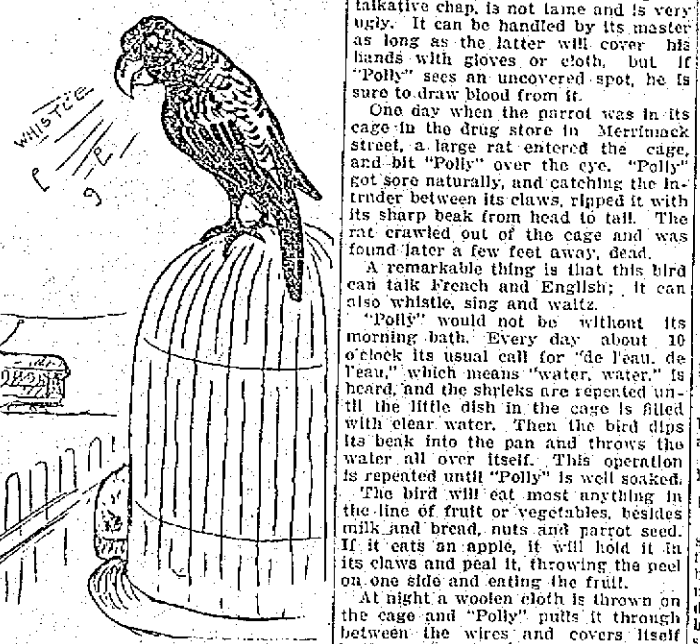 WHISTLE
talkative chap, is not tame and is very
ugly. It can be handled by its master
as long as the latter will cover his
hands with gloves or cloth, but if
"Polly" sees an uncovered spot, he is
sure to draw blood from it.
One day when the parrot was in its
cage in the drug store in Merrimack
street, a large rat entered the cage,
and bit "Polly" over the eye. "Polly"
got sore naturally, and catching the in-
truder between its claws, ripped it with
its sharp beak from head to tail. The
rat crawled out of the cage and was
found later a few feet away, dead.
A remarkable thing is that this bird
can talk French and English; it can
also whistle, sing and waltz.
"Polly" would not be without its
morning bath. Every day about 10
o'clock its usual call for "de l'eau, de
l'eau," which means "water, water." is
heard, and the shrieks are repeated un-
til the little dish in the cage is filled
with clear water. Then the bird dips
its beak into the pan and throws the
water all over itself. This operation
is repeated until "Polly" is well soaked.
The bird will eat most anything in
the line of fruit or vegetables, besides
milk and bread, nuts and parrot seed.
If it eats an apple, it will hold it in
its claws and peal it, throwing the peel
on one side and eating the fruit.
At night a woolen cloth is thrown on
the cage and "Polly" pulls it through
between the wires and covers itself